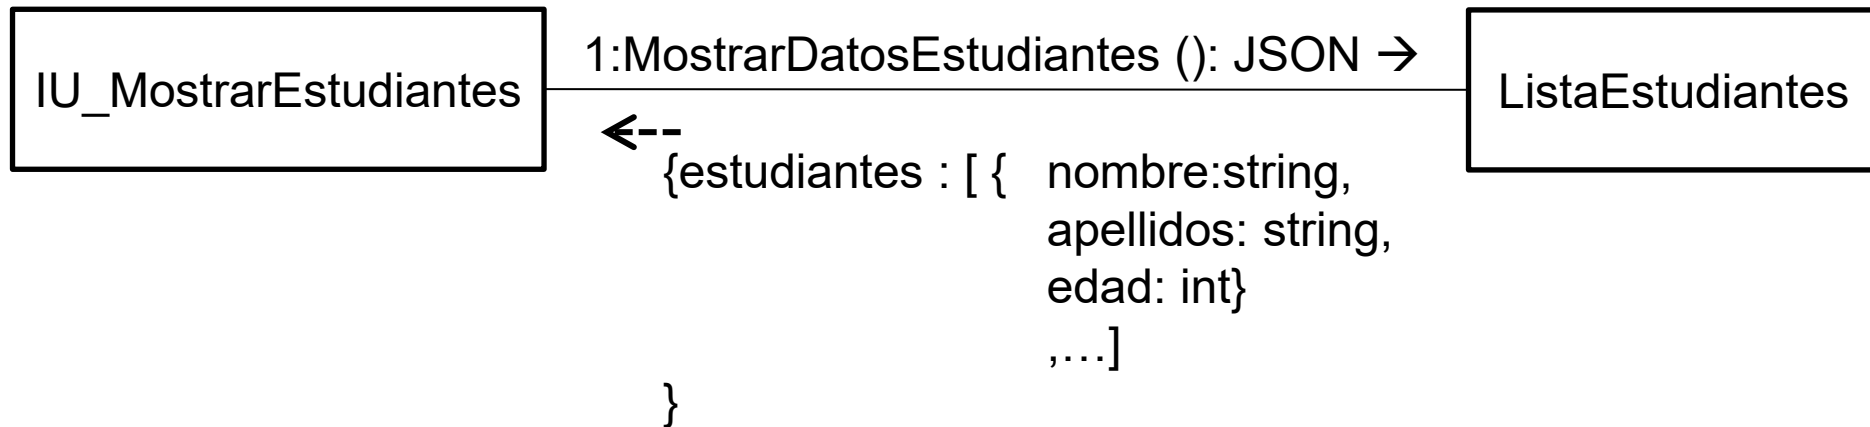 IU_MostrarEstudiantes
1:MostrarDatosEstudiantes (): JSON →
ListaEstudiantes
{estudiantes : [ { nombre:string,
apellidos: string,
edad: int}
,…]
}